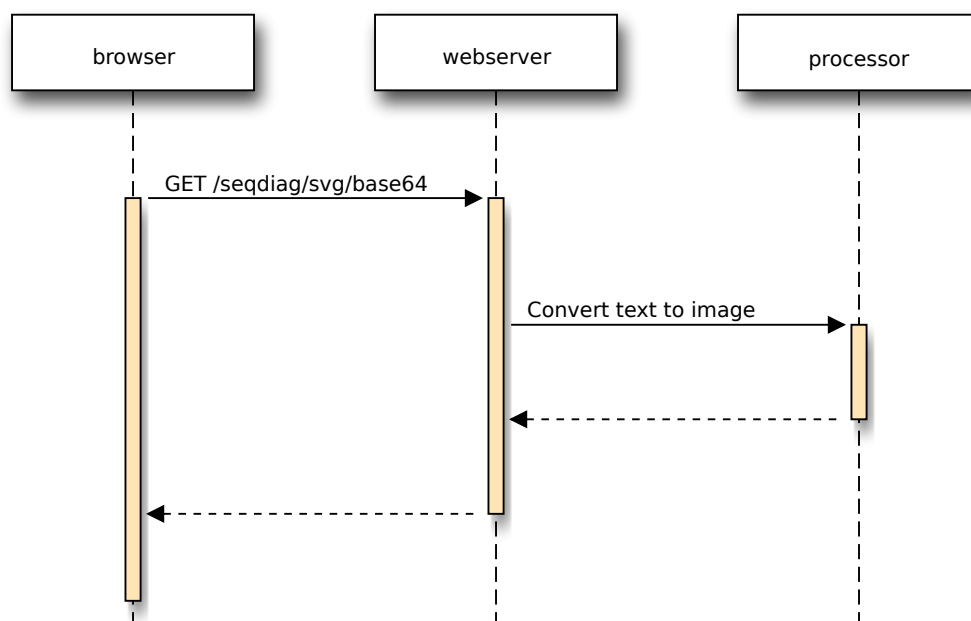 browser
webserver
processor
GET /seqdiag/svg/base64
Convert text to image